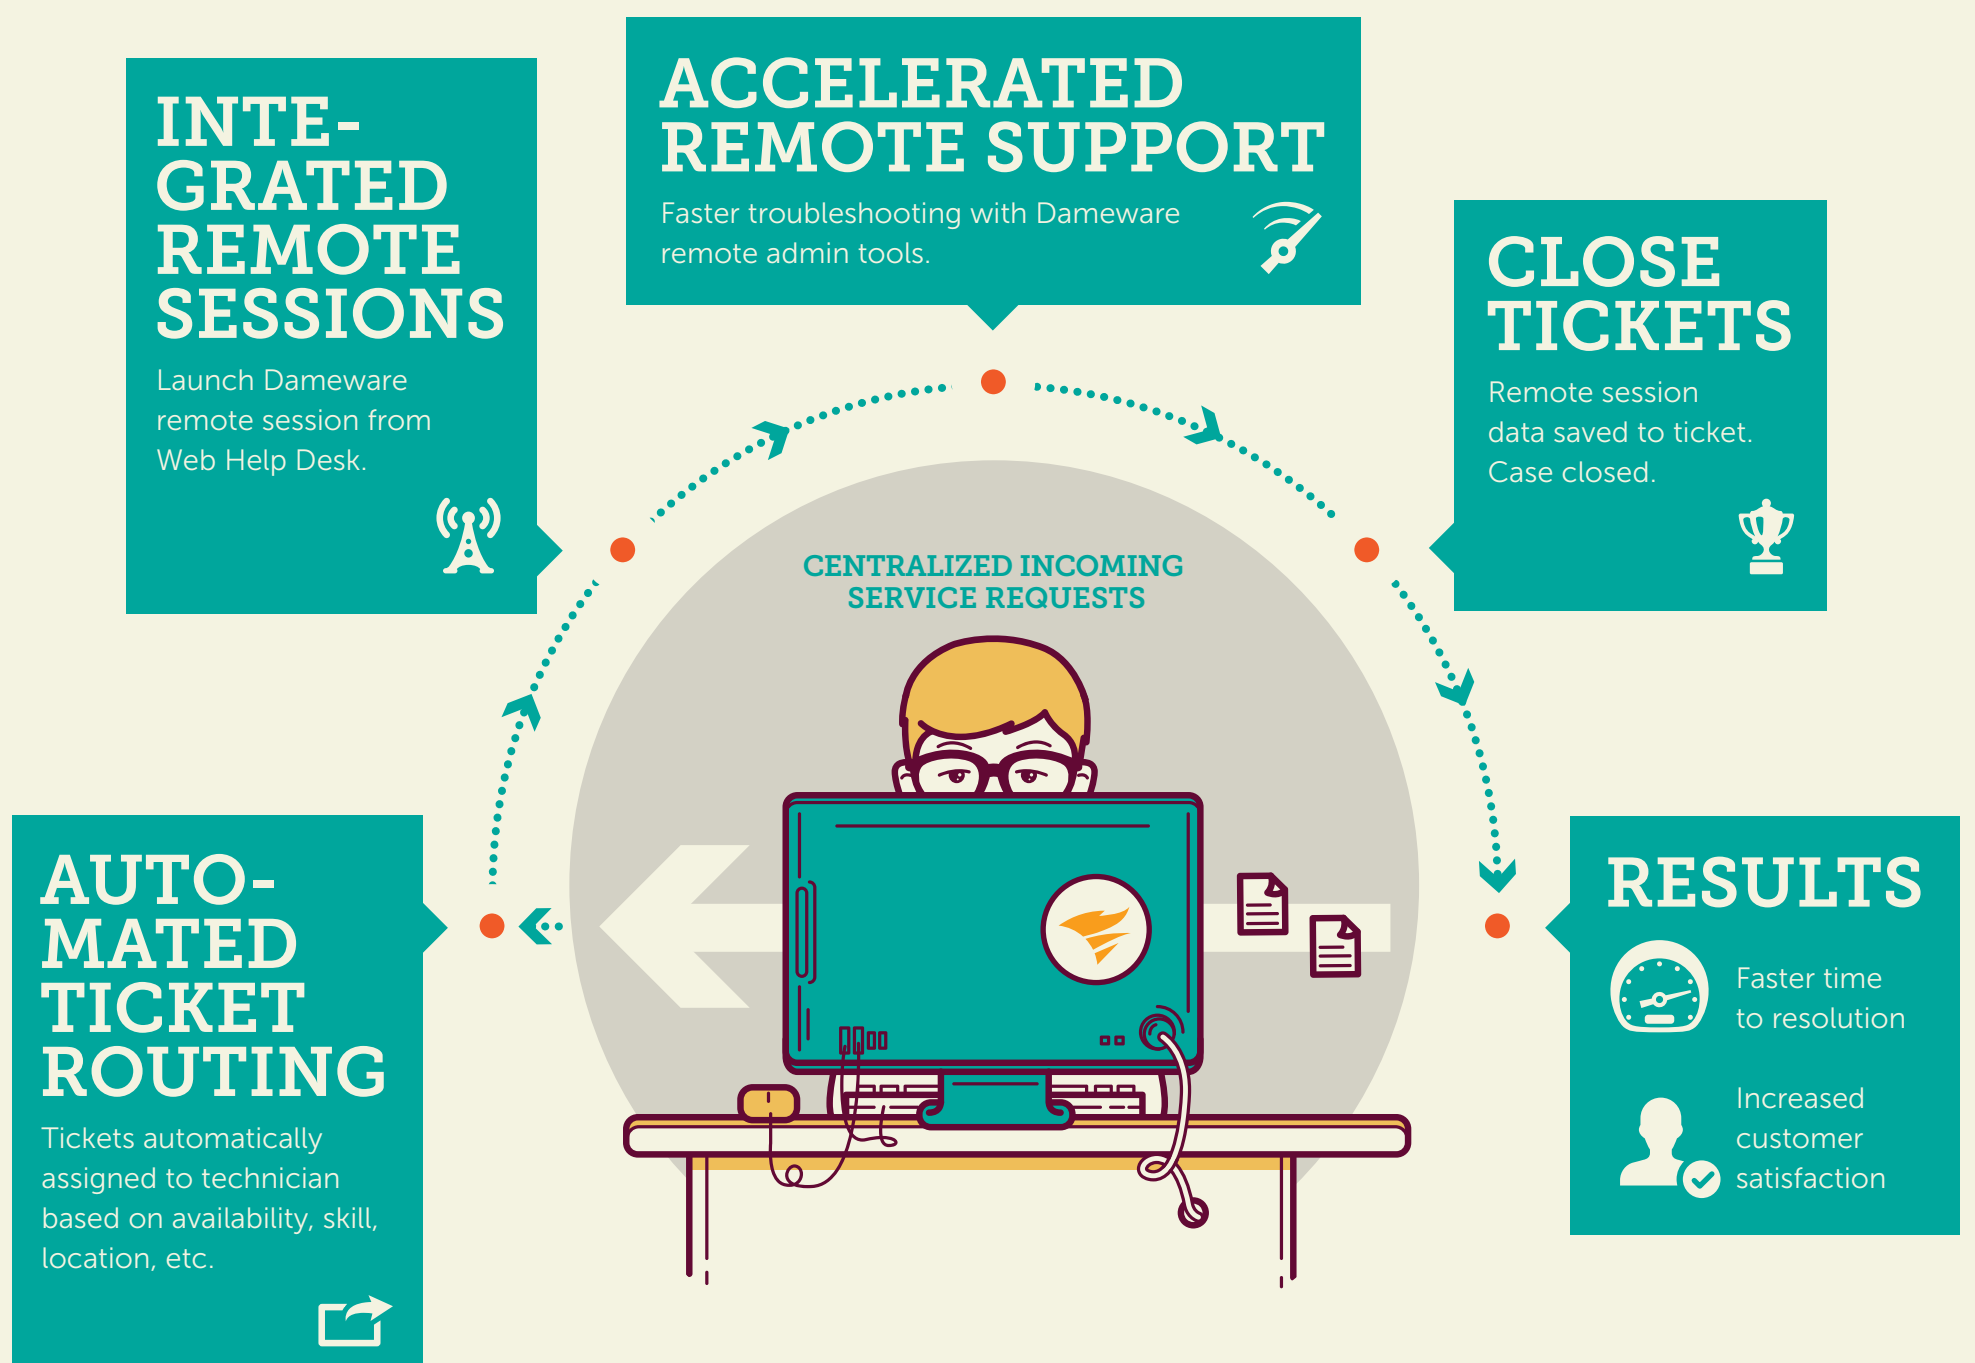 INTE-
GRATED
REMOTE
SESSIONS
Launch Dameware
remote session from
Web Help Desk.
ACCELERATED
REMOTE SUPPORT
Faster troubleshooting with Dameware
remote admin tools.
CLOSE
TICKETS
Remote session
data saved to ticket.
Case closed.
CENTRALIZED INCOMING
SERVICE REQUESTS
AUTO-
MATED
TICKET
ROUTING
Tickets automatically
assigned to technician
based on availability, skill,
location, etc.
RESULTS
Faster time
to resolution
Increased
customer
satisfaction